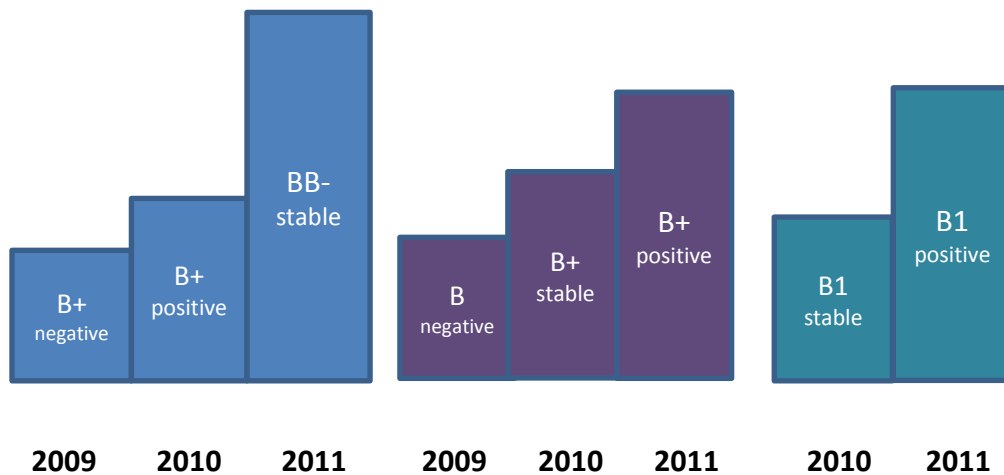 BB-
stable
B+
negative
B+
positive
B
negative
B+
stable
B+
positive
B1
stable
B1
positive
2009 2010 2011 2009 2010 2011 2010 2011